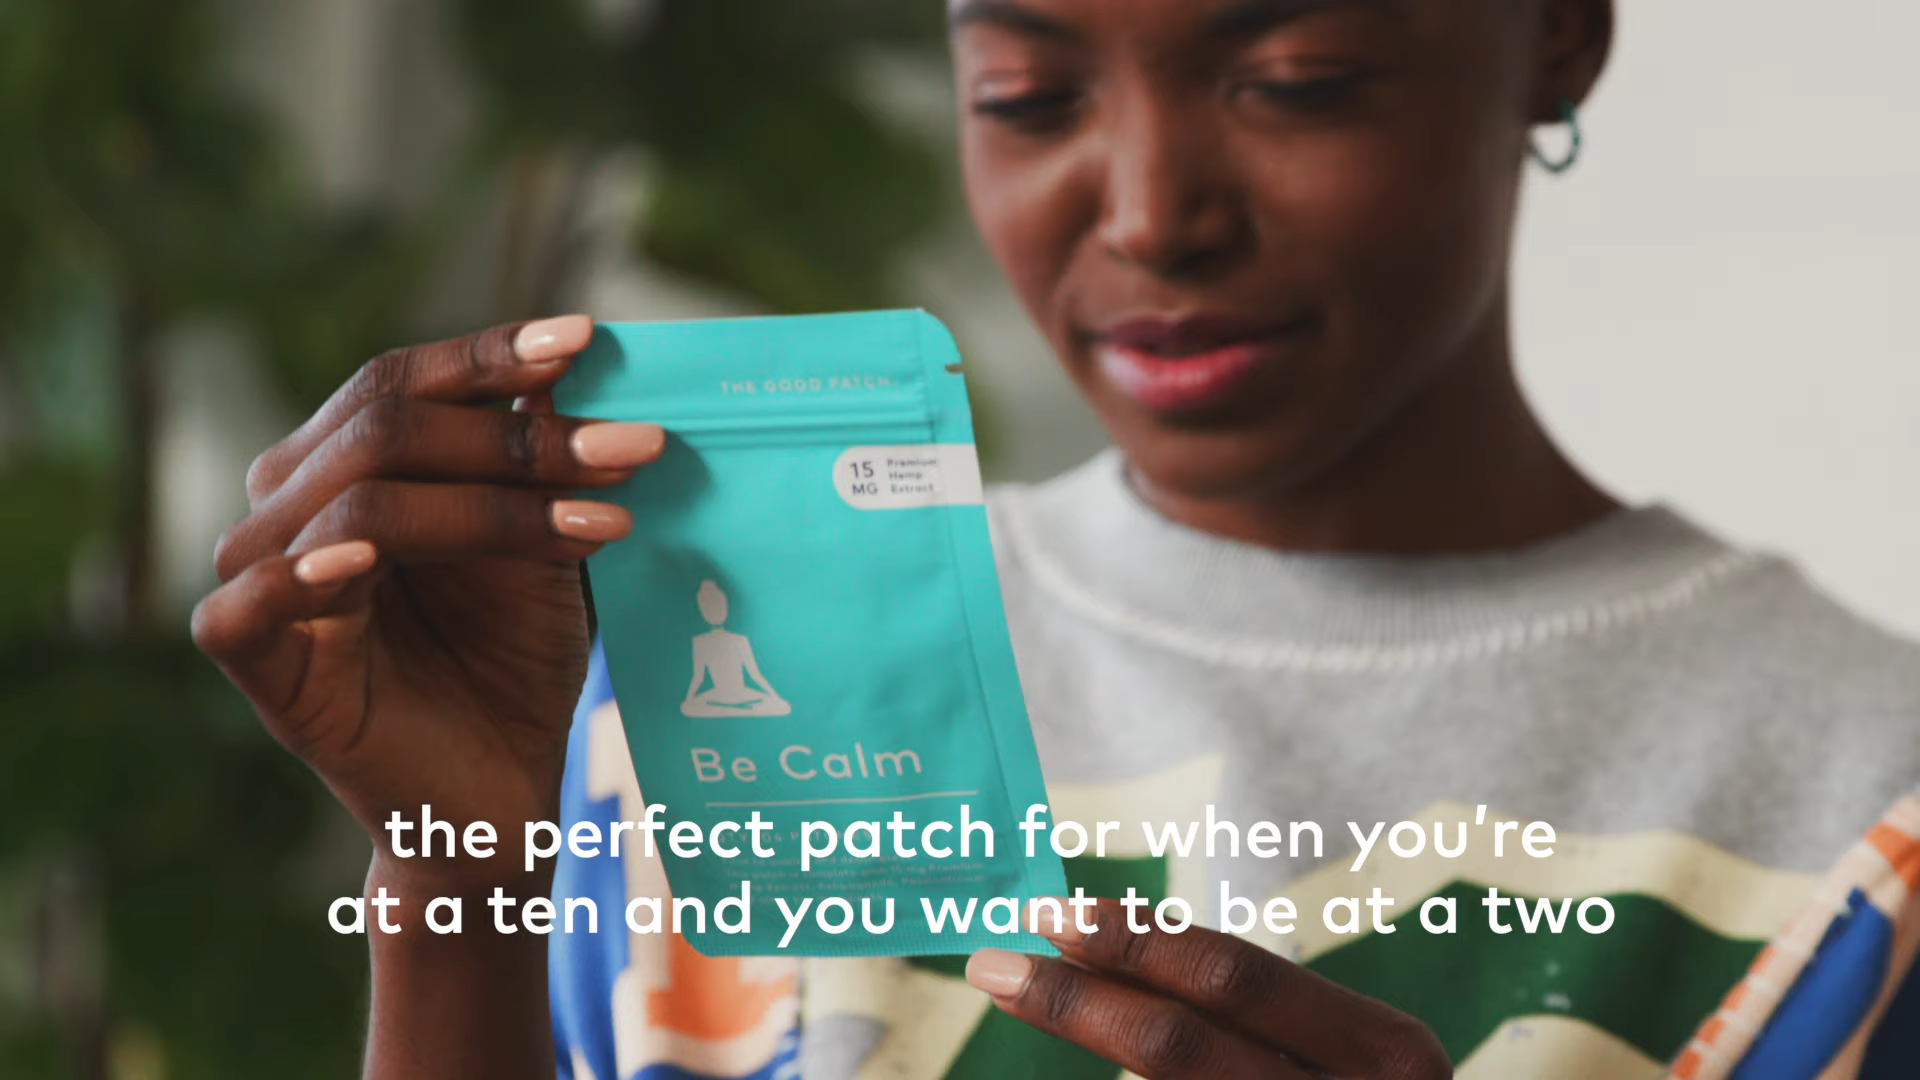 THE GOOD PATCH
15
MG
Premium
Hemp
Extract
Be Calm
the perfect patch for when you're
at a ten and you want to be at a two